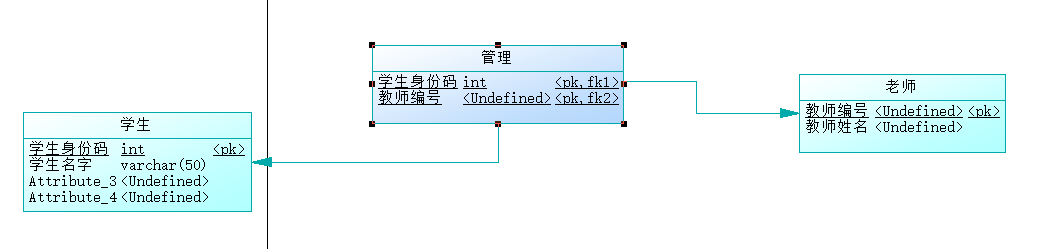 管理
学生身份码 int <pk,fk1>
教师编号 <Undefined> <pk,fk2>
老师
教师编号 <Undefined> <pk>
教师姓名 <Undefined>
学生
学生身份码 int <pk>
学生名字 varchar(50)
Attribute_3 <Undefined>
Attribute_4 <Undefined>